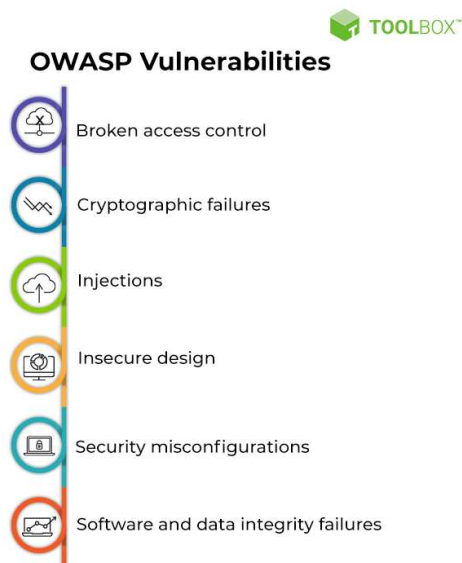 TOOLBOX™
OWASP Vulnerabilities
Broken access control
Cryptographic failures
Injections
Insecure design
Security misconfigurations
Software and data integrity failures